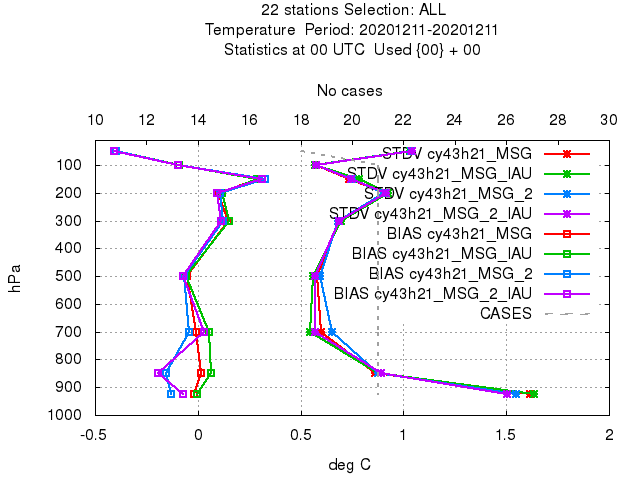 22 stations Selection: ALL
Temperature  Period: 20201211-20201211
Statistics at 00 UTC  Used {00} + 00
No cases
10 12 14 16 18 20 22 24 26 28 30
STDV cy43h21_MSG
100
STDV cy43h21_MSG_IAU
200
STDV cy43h21_MSG_2
STDV cy43h21_MSG_2_IAU
300
BIAS cy43h21_MSG
400
BIAS cy43h21_MSG_IAU
500
BIAS cy43h21_MSG_2
BIAS cy43h21_MSG_2_IAU
600
CASES
700
800
900
1000
hPa
-0.5 0 0.5 1 1.5 2
deg C